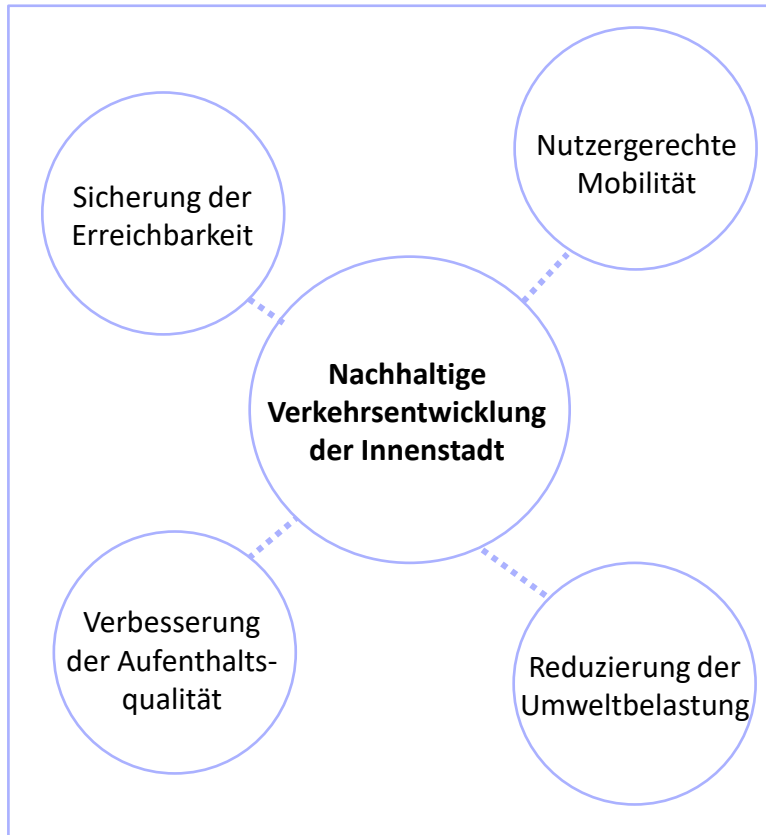 Nutzergerechte
Mobilität
Sicherung der
Erreichbarkeit
Nachhaltige
Verkehrsentwicklung
der Innenstadt
Verbesserung
der Aufenthalts-
qualität
Reduzierung der
Umweltbelastung